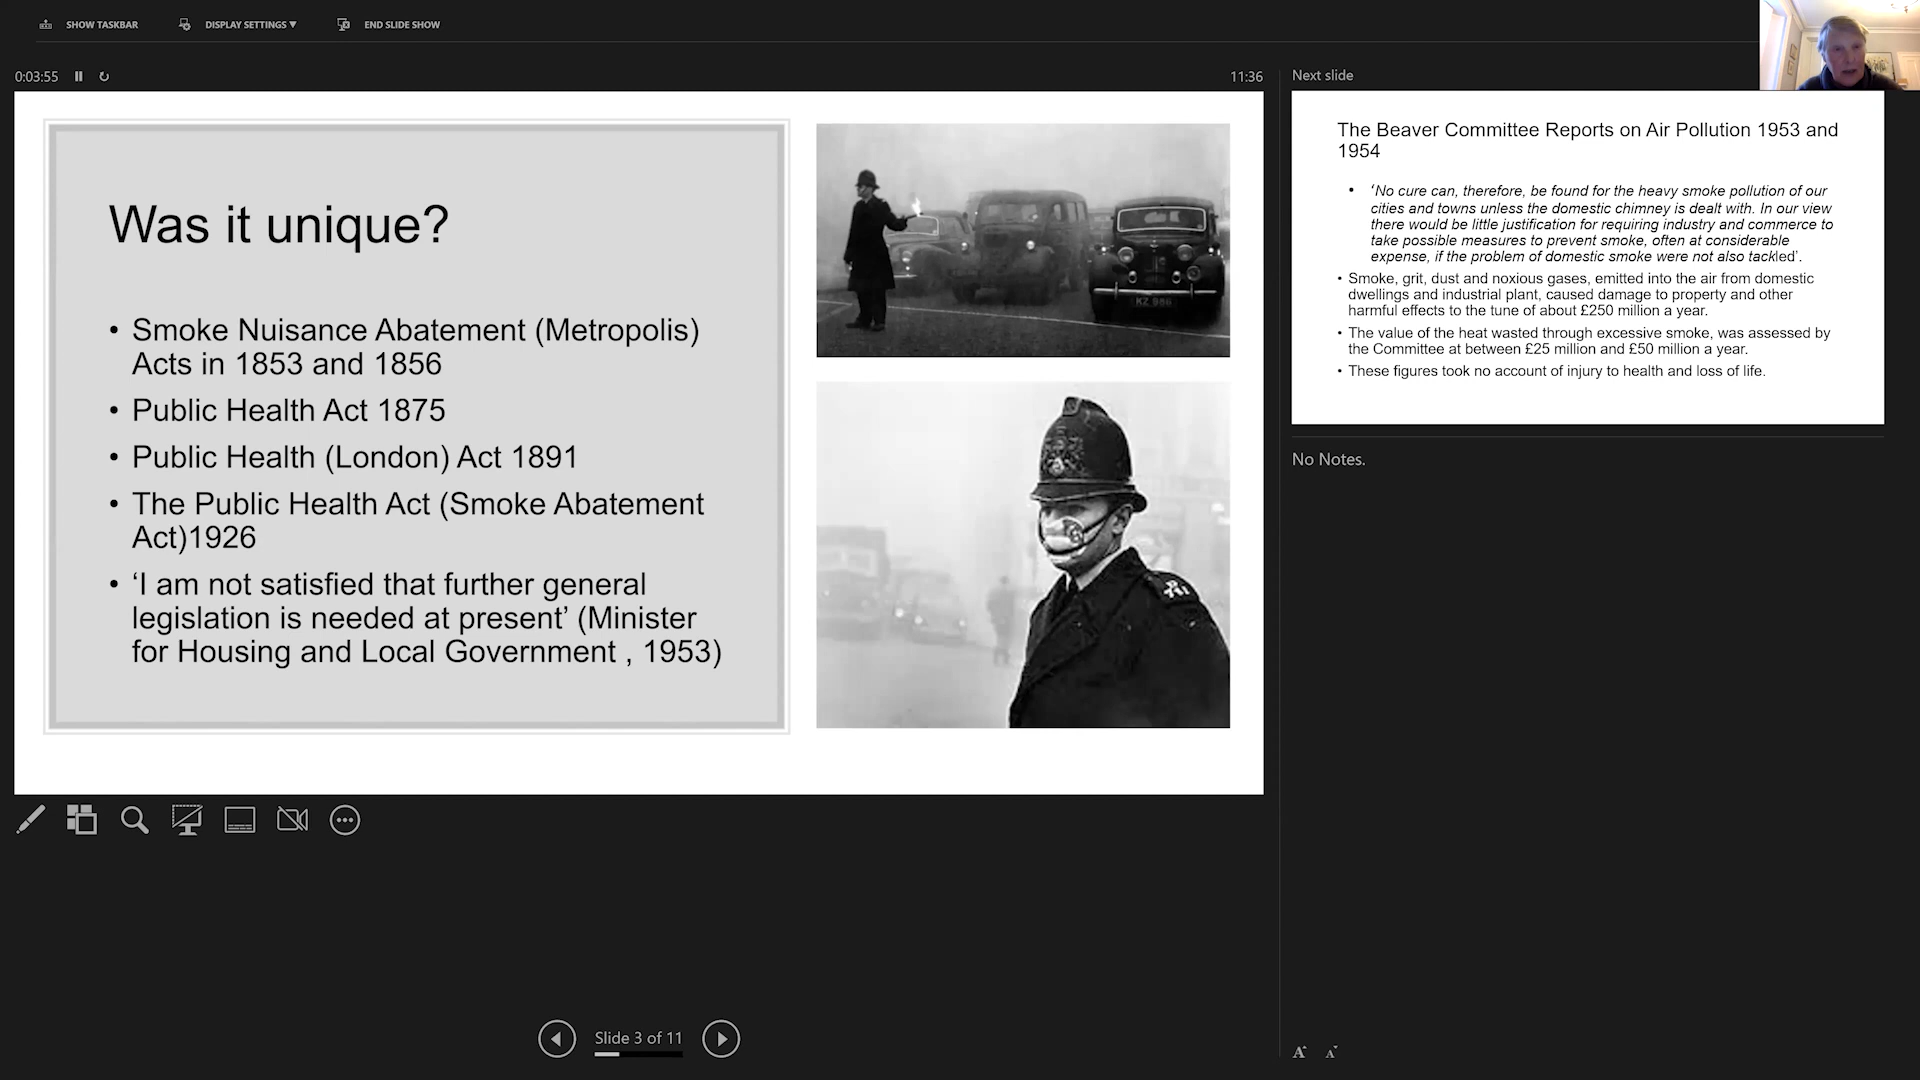 SHOW TASKBAR
DISPLAY SETTINGS ▼
END SLIDE SHOW
0:03:55
11:36
Next slide
Was it unique?
• Smoke Nuisance Abatement (Metropolis)
Acts in 1853 and 1856
• Public Health Act 1875
• Public Health (London) Act 1891
• The Public Health Act (Smoke Abatement
Act)1926
• ‘I am not satisfied that further general
legislation is needed at present’ (Minister
for Housing and Local Government , 1953)
KZ 986
The Beaver Committee Reports on Air Pollution 1953 and
1954
• ‘No cure can, therefore, be found for the heavy smoke pollution of our
cities and towns unless the domestic chimney is dealt with. In our view
there would be little justification for requiring industry and commerce to
take possible measures to prevent smoke, often at considerable
expense, if the problem of domestic smoke were not also tackled’.
• Smoke, grit, dust and noxious gases, emitted into the air from domestic
dwellings and industrial plant, caused damage to property and other
harmful effects to the tune of about £250 million a year.
• The value of the heat wasted through excessive smoke, was assessed by
the Committee at between £25 million and £50 million a year.
• These figures took no account of injury to health and loss of life.
No Notes.
Slide 3 of 11
A A